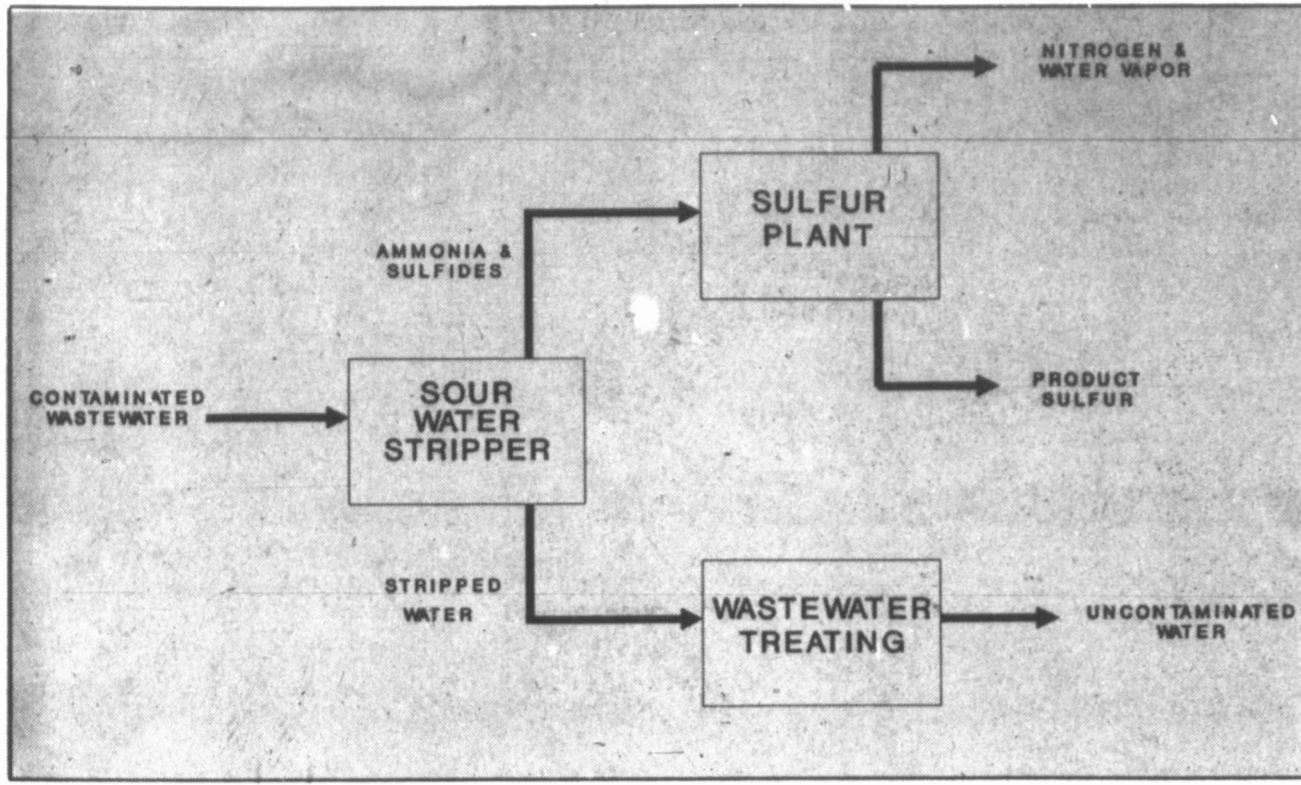 NITROGEN &
WATER VAPOR
SULFUR
PLANT
AMMONIA &
SULFIDES
PRODUCT
SULFUR
CONTAMINATED
WASTEWATER
SOUR
WATER
STRIPPER
STRIPPED
WATER
WASTEWATER
TREATING
UNCONTAMINATED
WATER